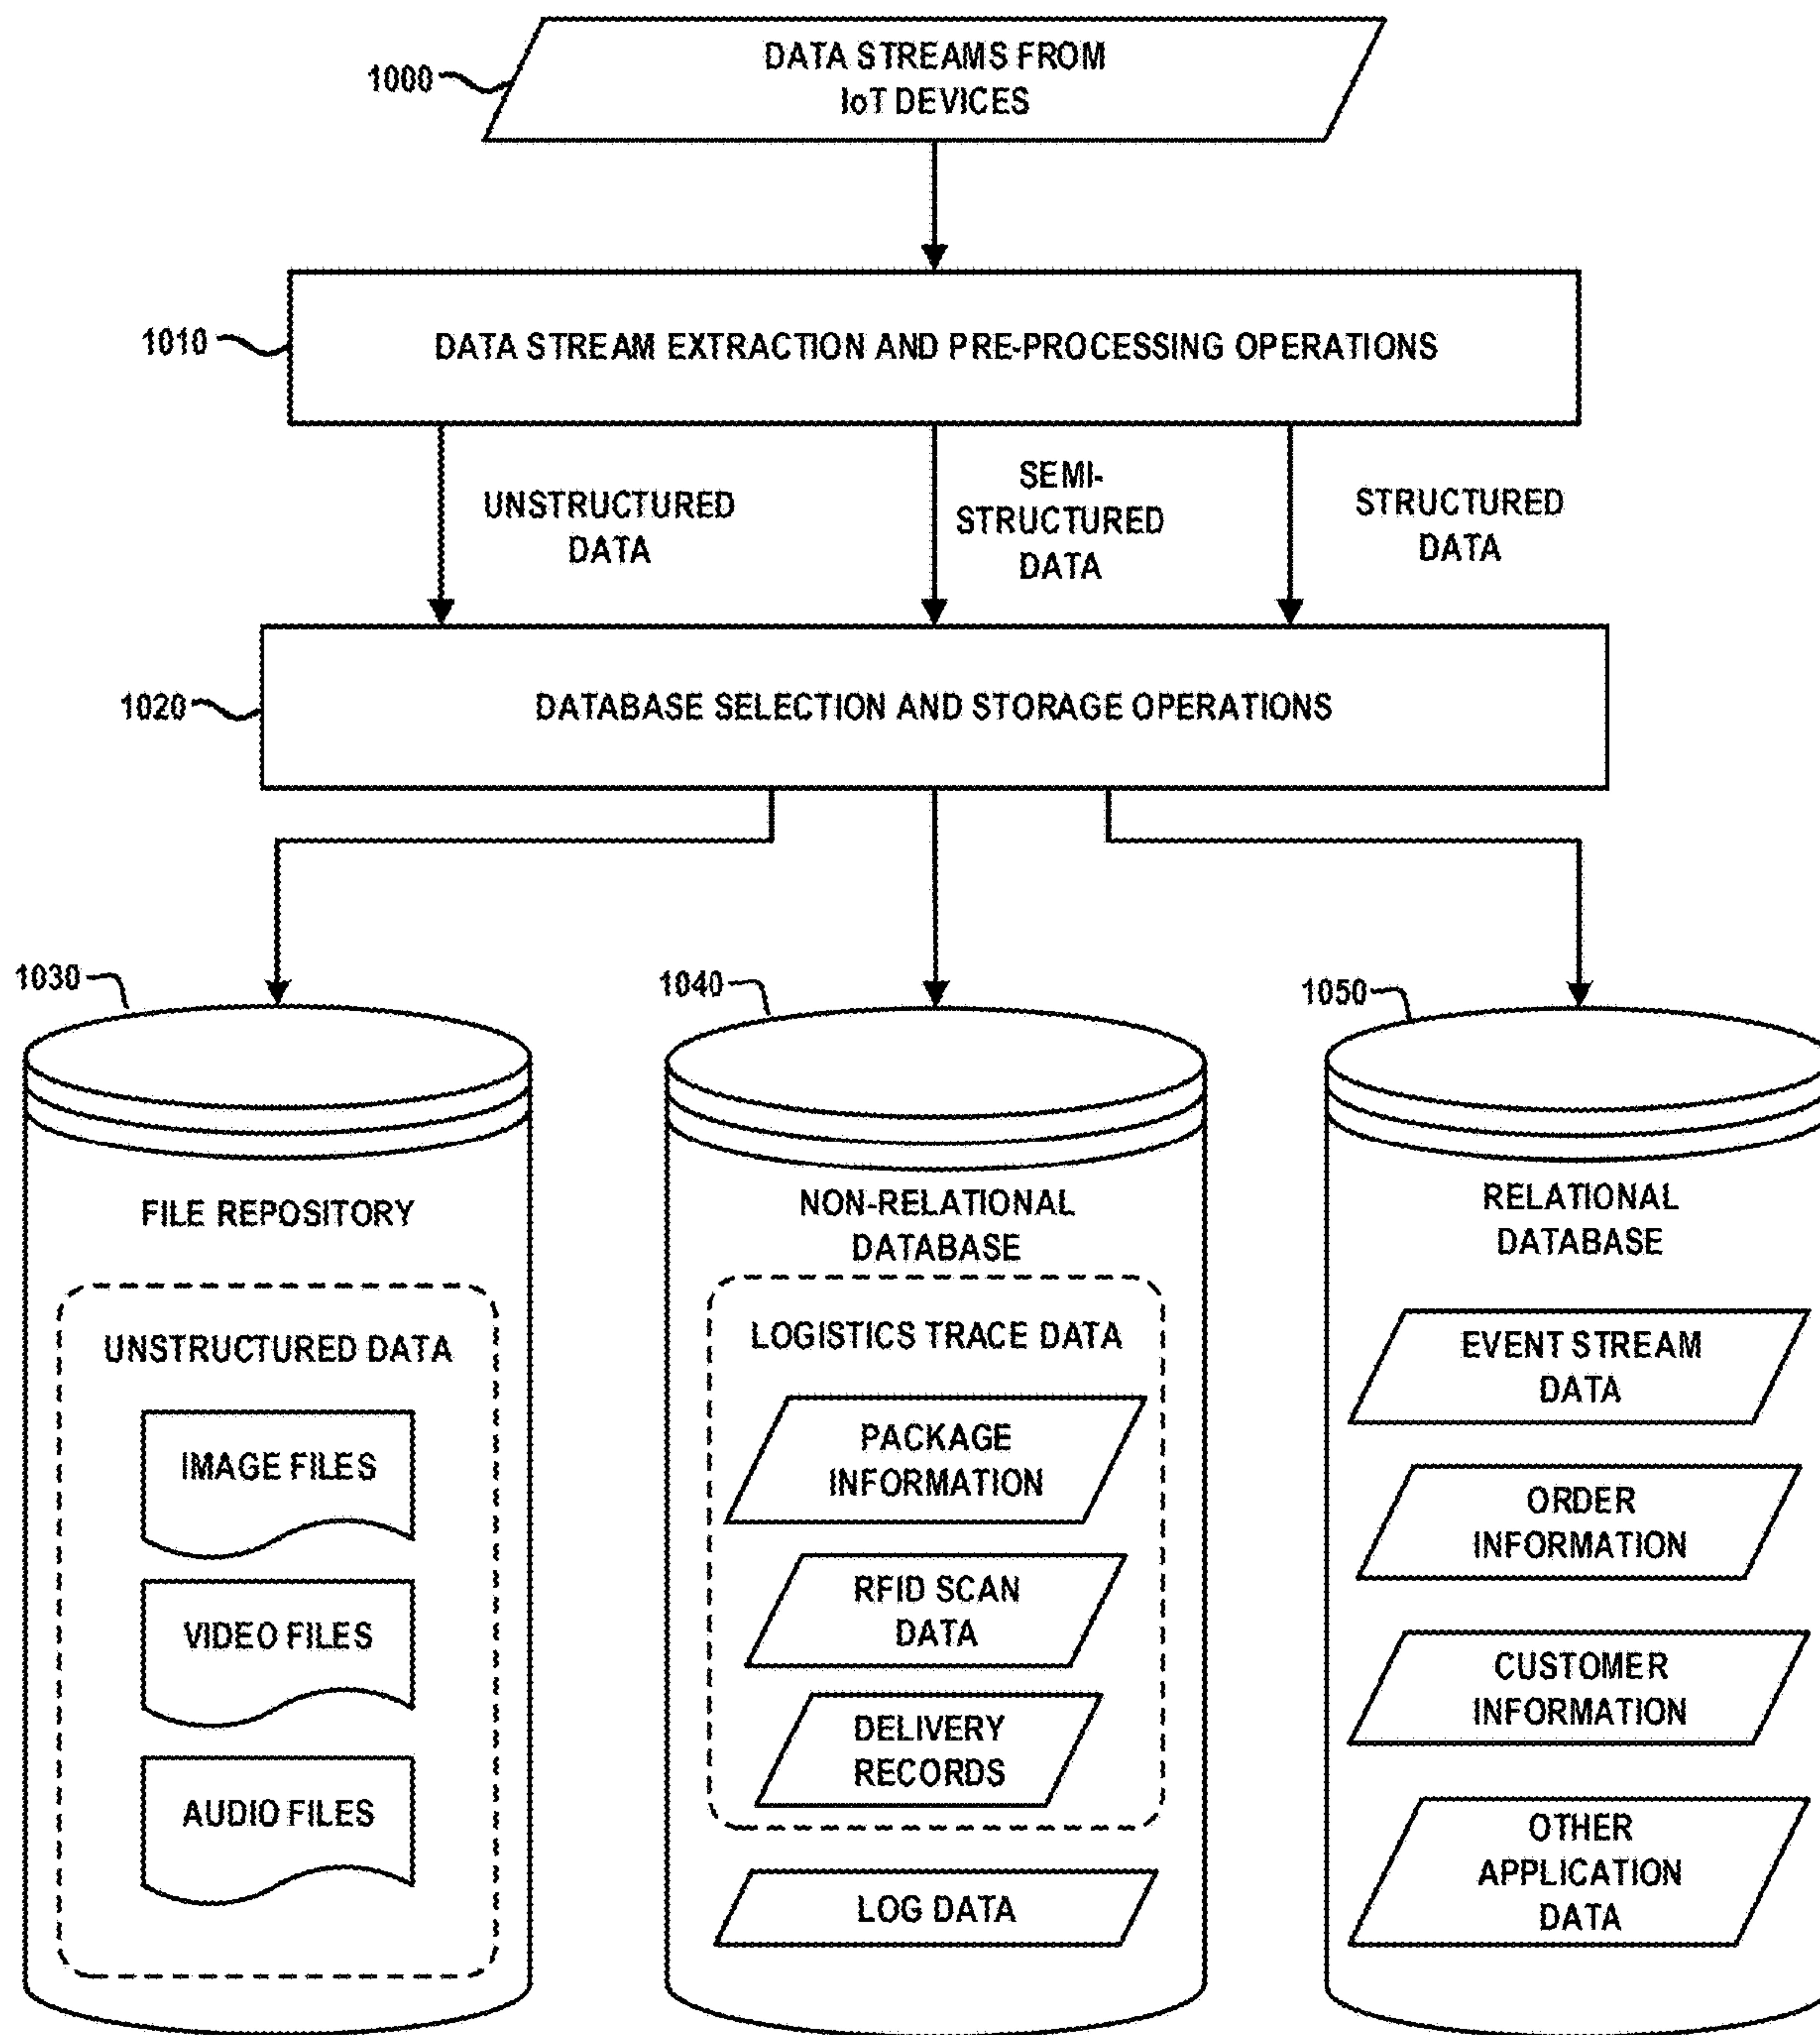 1000
DATA STREAMS FROM
IoT DEVICES
1010
DATA STREAM EXTRACTION AND PRE-PROCESSING OPERATIONS
UNSTRUCTURED
DATA
SEMI-
STRUCTURED
DATA
STRUCTURED
DATA
1020
DATABASE SELECTION AND STORAGE OPERATIONS
1030
FILE REPOSITORY
UNSTRUCTURED DATA
IMAGE FILES
VIDEO FILES
AUDIO FILES
1040
NON-RELATIONAL
DATABASE
LOGISTICS TRACE DATA
PACKAGE
INFORMATION
RFID SCAN
DATA
DELIVERY
RECORDS
LOG DATA
1050
RELATIONAL
DATABASE
EVENT STREAM
DATA
ORDER
INFORMATION
CUSTOMER
INFORMATION
OTHER
APPLICATION
DATA